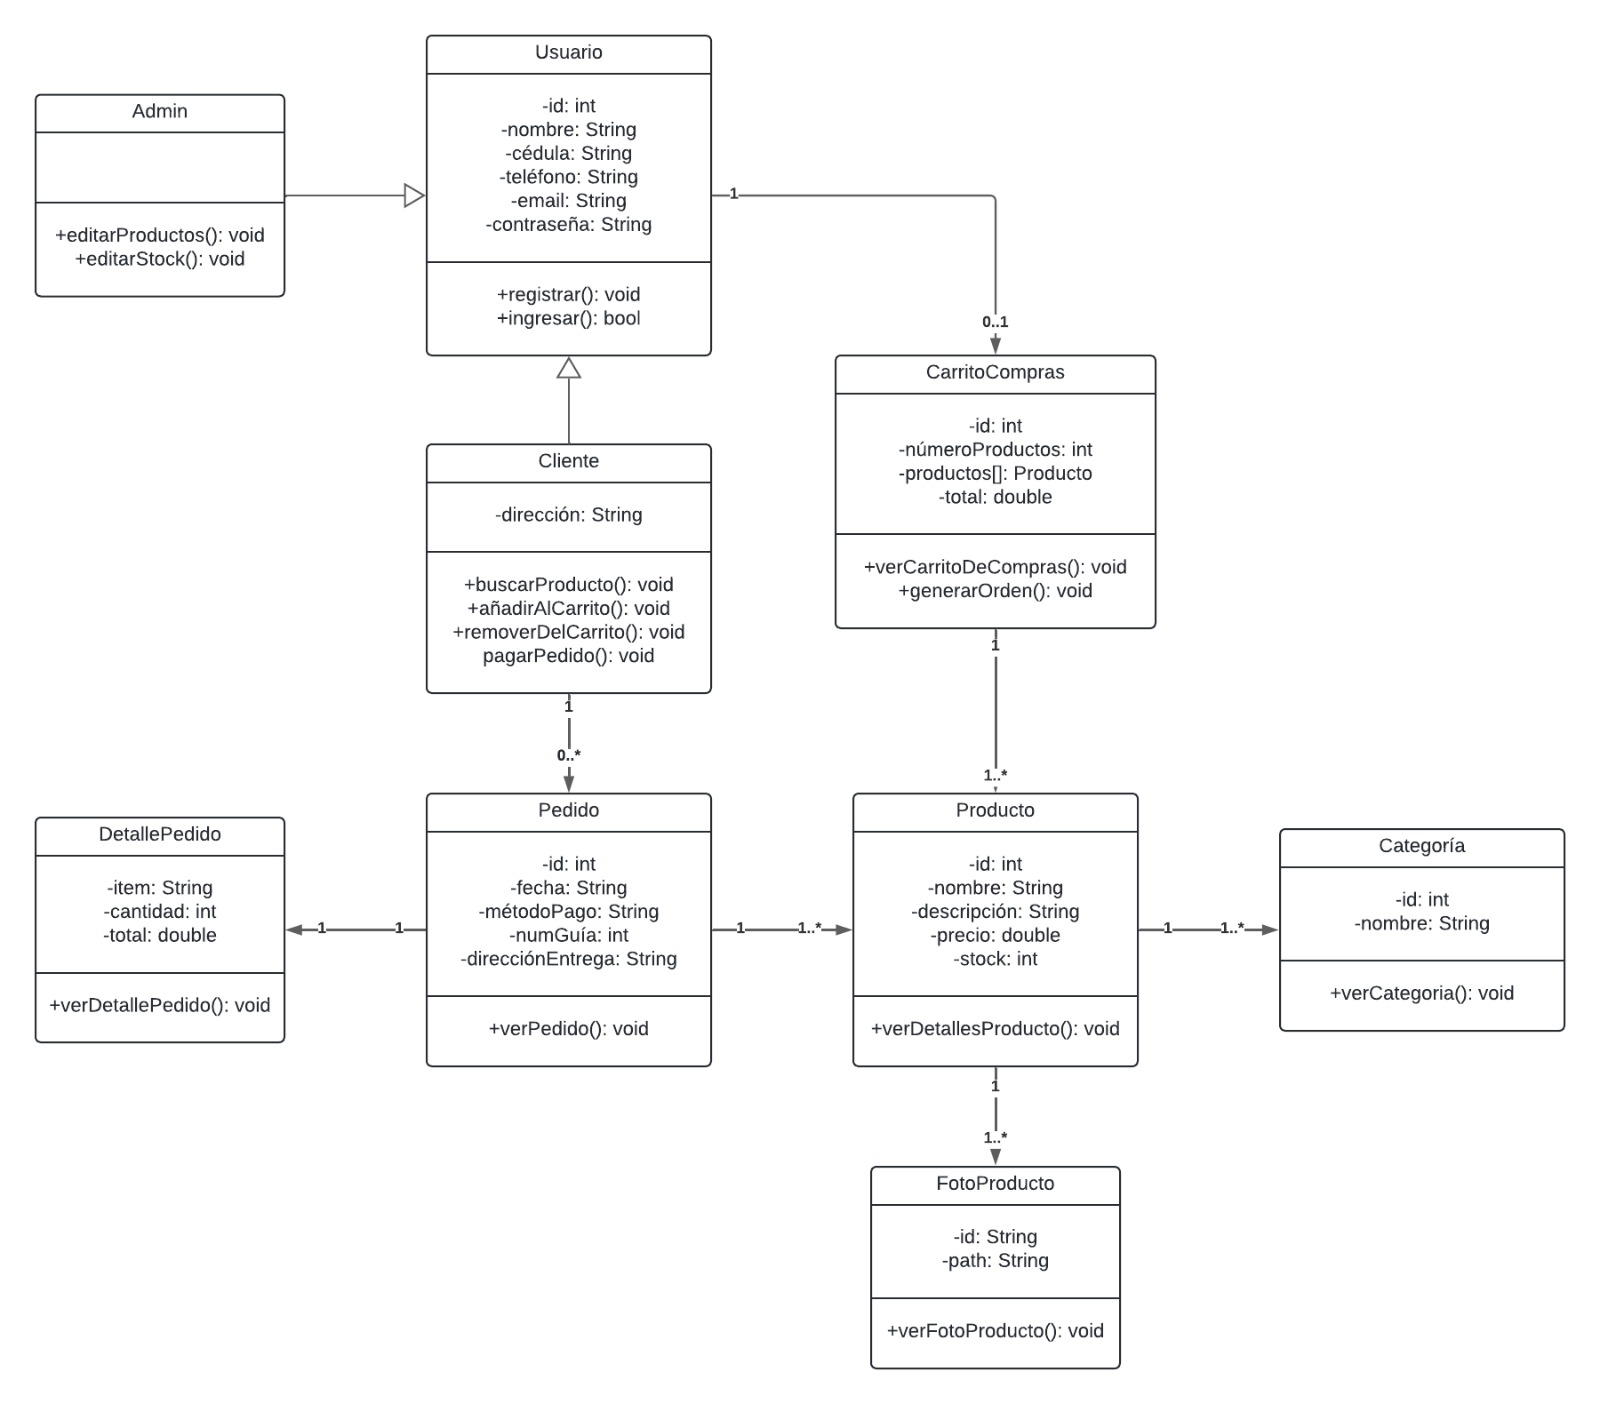 Usuario
-id: int
-nombre: String
-cédula: String
-teléfono: String
-email: String
-contraseña: String
+registrar(): void
+ingresar(): bool
Admin
+editarProductos(): void
+editarStock(): void
1
0..1
CarritoCompras
-id: int
-númeroProductos: int
-productos[]: Producto
-total: double
+verCarritoDeCompras(): void
+generarOrden(): void
Cliente
-dirección: String
+buscarProducto(): void
+añadirAlCarrito(): void
+removerDelCarrito(): void
pagarPedido(): void
1
0..*
1
1..*
DetallePedido
-item: String
-cantidad: int
-total: double
+verDetallePedido(): void
1
1
Pedido
-id: int
-fecha: String
-métodoPago: String
-numGuía: int
-direcciónEntrega: String
+verPedido(): void
1
1..*
Producto
-id: int
-nombre: String
-descripción: String
-precio: double
-stock: int
+verDetallesProducto(): void
1
1..*
Categoría
-id: int
-nombre: String
+verCategoria(): void
1
1..*
FotoProducto
-id: String
-path: String
+verFotoProducto(): void